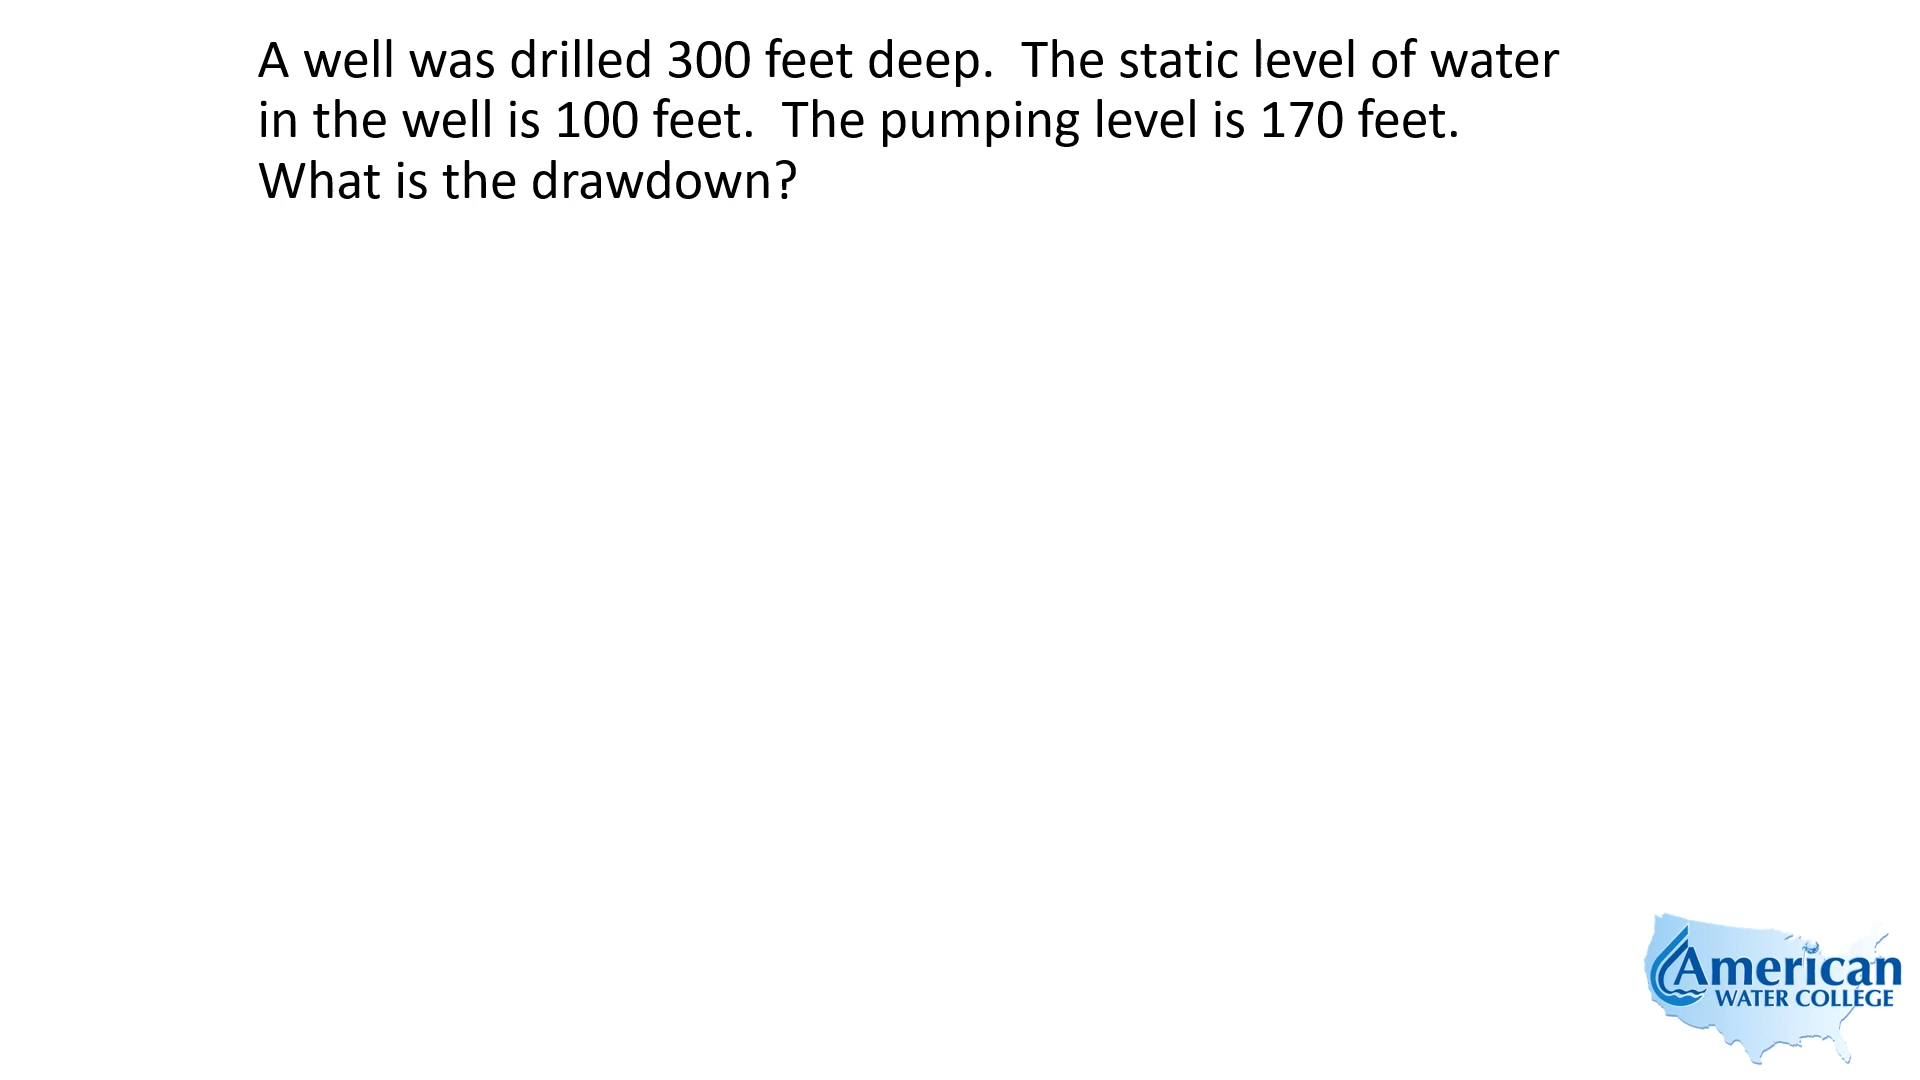 A well was drilled 300 feet deep.  The static level of water
in the well is 100 feet.  The pumping level is 170 feet.
What is the drawdown?
American
WATER COLLEGE